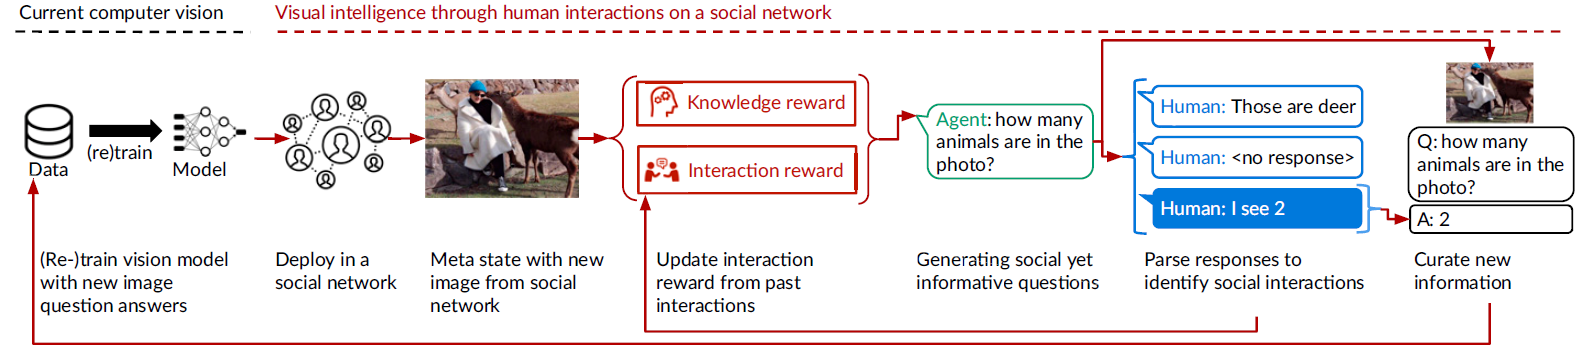 Current computer vision
Visual intelligence through human interactions on a social network
Data
(re)train
Model
Knowledge reward
Interaction reward
Agent: how many
animals are in the
photo?
Human: Those are deer
Human: <no response>
Human: I see 2
Q: how many
animals are in the
photo?
A: 2
(Re-)train vision model
with new image
question answers
Deploy in a
social network
Meta state with new
image from social
network
Update interaction
reward from past
interactions
Generating social yet
informative questions
Parse responses to
identify social interactions
Curate new
information